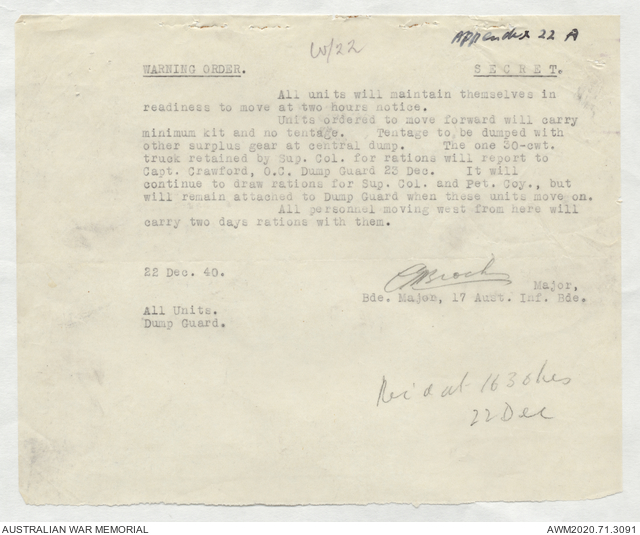 Appendix 22 A
W/22
WARNING ORDER. S E C R E T.
All units will maintain themselves in
readiness to move at two hours notice.
Units ordered to move forward will carry
minimum kit and no tentage. Tentage to be dumped with
other surplus gear at central dump. The one 30-cwt.
truck retained by Sup. Col. for rations will report to
Capt. Crawford, O.C. Dump Guard 23 Dec. It will
continue to draw rations for Sup. Col. and Pet. Coy., but
will remain attached to Dump Guard when these units move on.
All personnel moving west from here will
carry two days rations with them.
22 Dec. 40.
Major,
Bde. Major, 17 Aust. Inf. Bde.
All Units.
Dump Guard.
at 1630 hrs
22 Dec
AUSTRALIAN WAR MEMORIAL AWM2020.71.3091